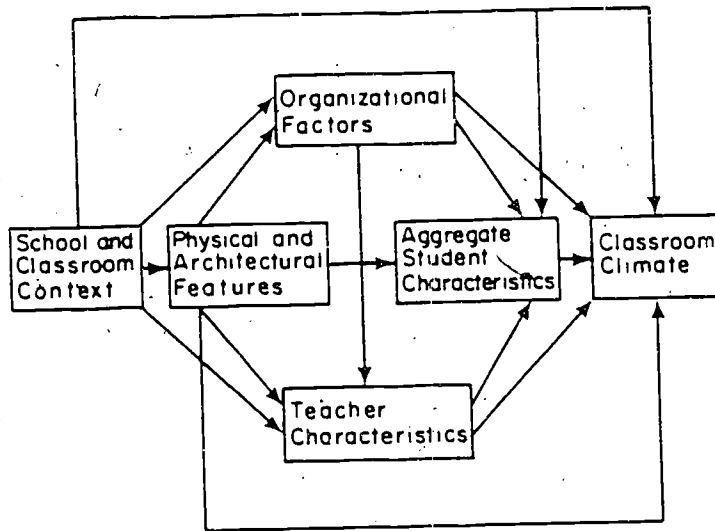 Organizational
Factors
School and
Classroom
Context
Physical and
Architectural
Features
Aggregate
Student
Characteristics
Classroom
Climate
Teacher
Characteristics